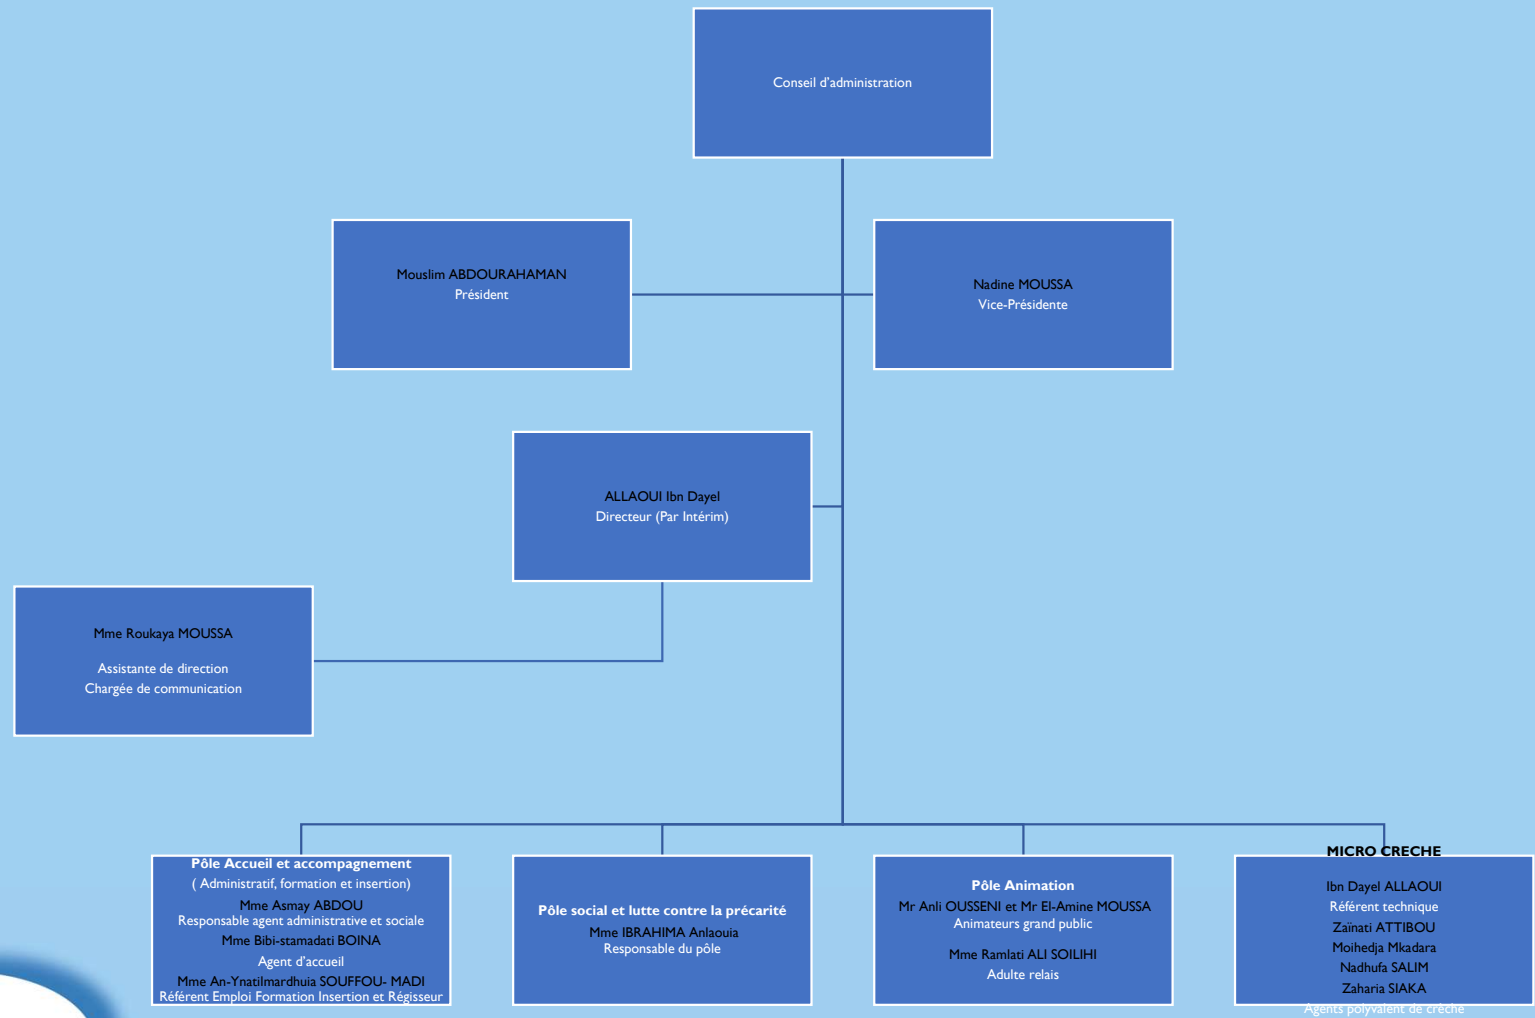 Conseil d'administration
Mouslim ABDOURAHAMAN
Président
Nadine MOUSSA
Vice-Présidente
ALLAOUI Ibn Dayel
Directeur (Par Intérim)
Mme Roukaya MOUSSA
Assistante de direction
Chargée de communication
Pôle Accueil et accompagnement
( Administratif, formation et insertion)
Mme Asmay ABDOU
Responsable agent administrative et sociale
Mme Bibi-stamadati BOINA
Agent d'accueil
Mme An-Ynatilmardhuia SOUFFOU- MADI
Référent Emploi Formation Insertion et Régisseur
Pôle social et lutte contre la précarité
Mme IBRAHIMA Anlaouia
Responsable du pôle
Pôle Animation
Mr Anli OUSSENI et Mr El-Amine MOUSSA
Animateurs grand public
Mme Ramlati ALI SOILIHI
Adulte relais
MICRO CRECHE
Ibn Dayel ALLAOUI
Référent technique
Zaïnati ATTIBOU
Moihedja Mkadara
Nadhufa SALIM
Zaharia SIAKA
Agents polyvalent de crèche